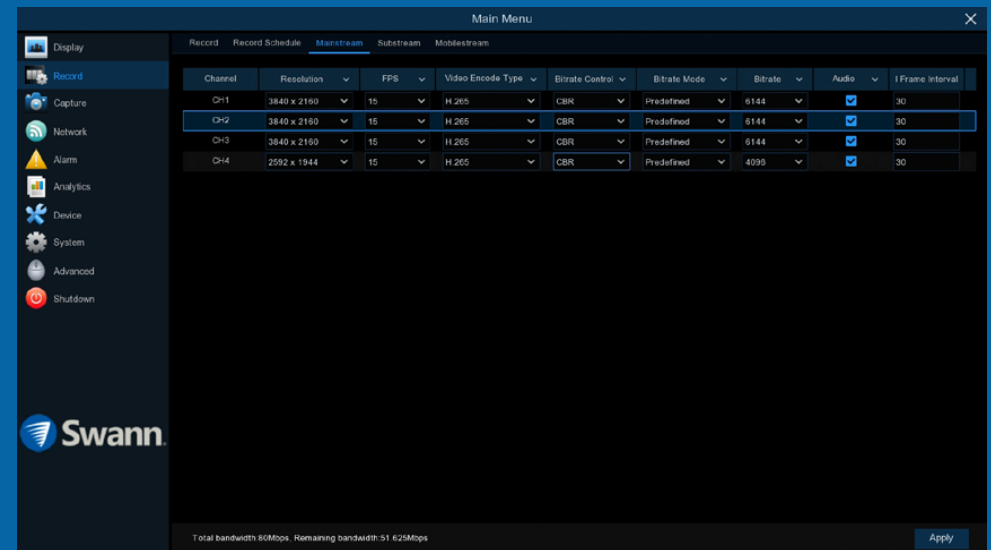 Main Menu
Display
Record
Capture
Network
Alarm
Analytics
Device
System
Advanced
Shutdown
Swann
Record Record Schedule Mainstream Substream Mobilestream
Channel Resolution FPS Video Encode Type Bitrate Control Bitrate Mode Bitrate Audio I Frame Interval
CH1 3840 x 2160 15 H.265 CBR Predefined 6144 30
CH2 3840 x 2160 15 H.265 CBR Predefined 6144 30
CH3 3840 x 2160 15 H.265 CBR Predefined 6144 30
CH4 2592 x 1944 15 H.265 CBR Predefined 4096 30
Total bandwidth:80Mbps, Remaining bandwidth:51.625Mbps
Apply